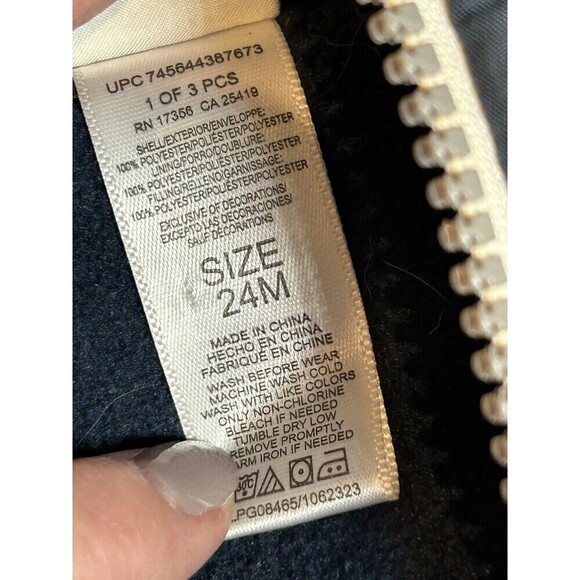 UPC 745644387673
1 OF 3 PCS
RN 17356 CA 25419
SHELL/EXTERIOR/ENVELOPPE:
100% POLYESTER/POLIÉSTER/POLYESTER
LINING/FORRO/DOUBLURE:
100% POLYESTER/POLIÉSTER/POLYESTER
FILLING/RELLENO/GARNISSAGE:
100% POLYESTER/POLIÉSTER/POLYESTER
EXCLUSIVE OF DECORATIONS/
EXCEPTO LAS DECORACIONES/
SAUF DECORATIONS
SIZE
24M
MADE IN CHINA
HECHO EN CHINA
FABRIQUÉ EN CHINE
WASH BEFORE WEAR
MACHINE WASH COLD
WASH WITH LIKE COLORS
ONLY NON-CHLORINE
BLEACH IF NEEDED
TUMBLE DRY LOW
REMOVE PROMPTLY
ARM IRON IF NEEDED
PG08465/1062323